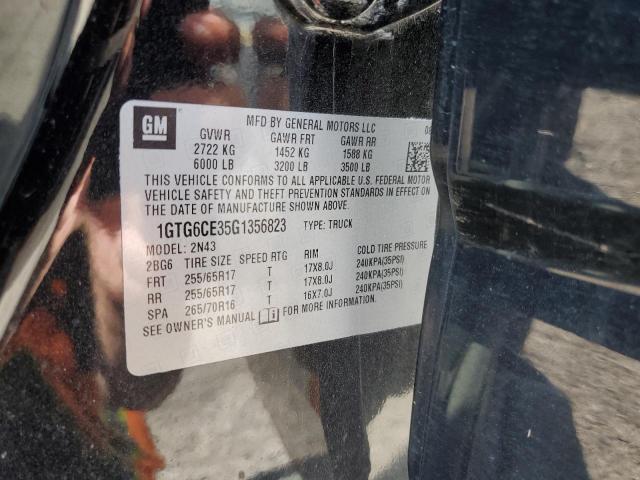 GM
MFD BY GENERAL MOTORS LLC
GVWR GAWR FRT GAWR RR
2722 KG 1452 KG 1588 KG
6000 LB 3200 LB 3500 LB
THIS VEHICLE CONFORMS TO ALL APPLICABLE U.S. FEDERAL MOTOR
VEHICLE SAFETY AND THEFT PREVENTION STANDARDS IN EFFECT ON
THE DATE OF MANUFACTURE SHOWN ABOVE.
1GTG6CE35G1356823 TYPE: TRUCK
MODEL: 2N43
2BG6 TIRE SIZE SPEED RTG RIM COLD TIRE PRESSURE
FRT 255/65R17 T 17X8.0J 240KPA(35PSI)
RR 255/65R17 T 17X8.0J 240KPA(35PSI)
SPA 265/70R16 T 16X7.0J 240KPA(35PSI)
SEE OWNER'S MANUAL FOR MORE INFORMATION.